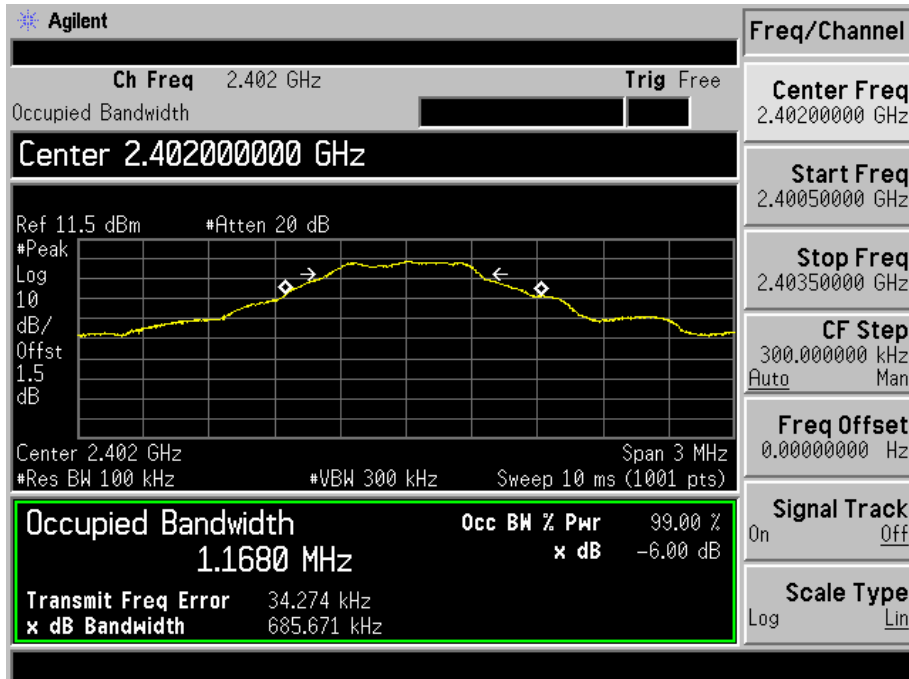 Agilent
Ch Freq 2.402 GHz Trig Free
Occupied Bandwidth
Center 2.402000000 GHz
Ref 11.5 dBm #Atten 20 dB
#Peak
Log
10
dB/
Offst
1.5
dB
Center 2.402 GHz Span 3 MHz
#Res BW 100 kHz #VBW 300 kHz Sweep 10 ms (1001 pts)
Occupied Bandwidth Occ BW % Pwr 99.00 %
1.1680 MHz x dB -6.00 dB
Transmit Freq Error 34.274 kHz
x dB Bandwidth 685.671 kHz
Freq/Channel
Center Freq
2.40200000 GHz
Start Freq
2.40050000 GHz
Stop Freq
2.40350000 GHz
CF Step
300.000000 kHz
Auto Man
Freq Offset
0.00000000 Hz
Signal Track
On Off
Scale Type
Log Lin